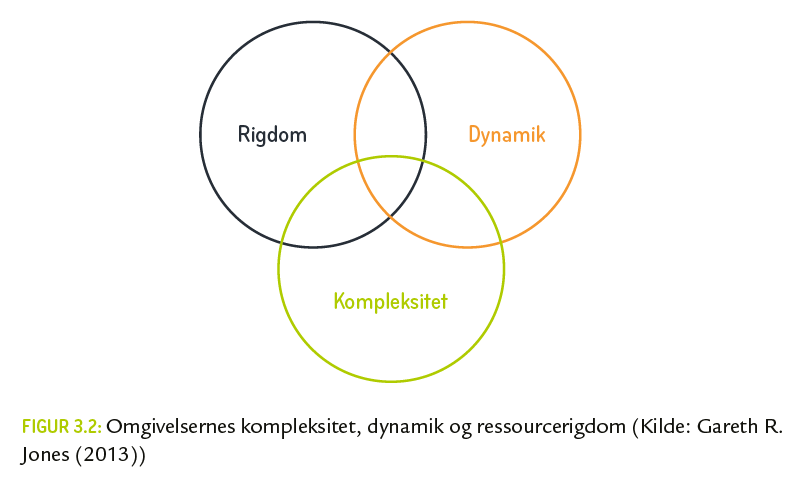 Rigdom
Dynamik
Kompleksitet
FIGUR 3.2: Omgivelsernes kompleksitet, dynamik og ressourcerigdom (Kilde: Gareth R.
Jones (2013))